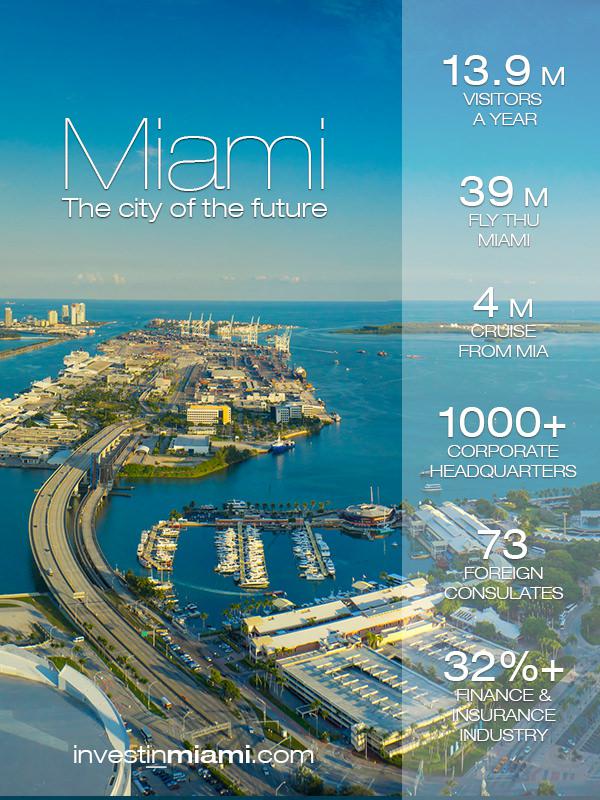 Miami
The city of the future
13.9 M
VISITORS
A YEAR
39 M
FLY THU
MIAMI
4 M
CRUISE
FROM MIA
1000+
CORPORATE
HEADQUARTERS
73
FOREIGN
CONSULATES
32%+
FINANCE &
INSURANCE
INDUSTRY
investinmiami.com